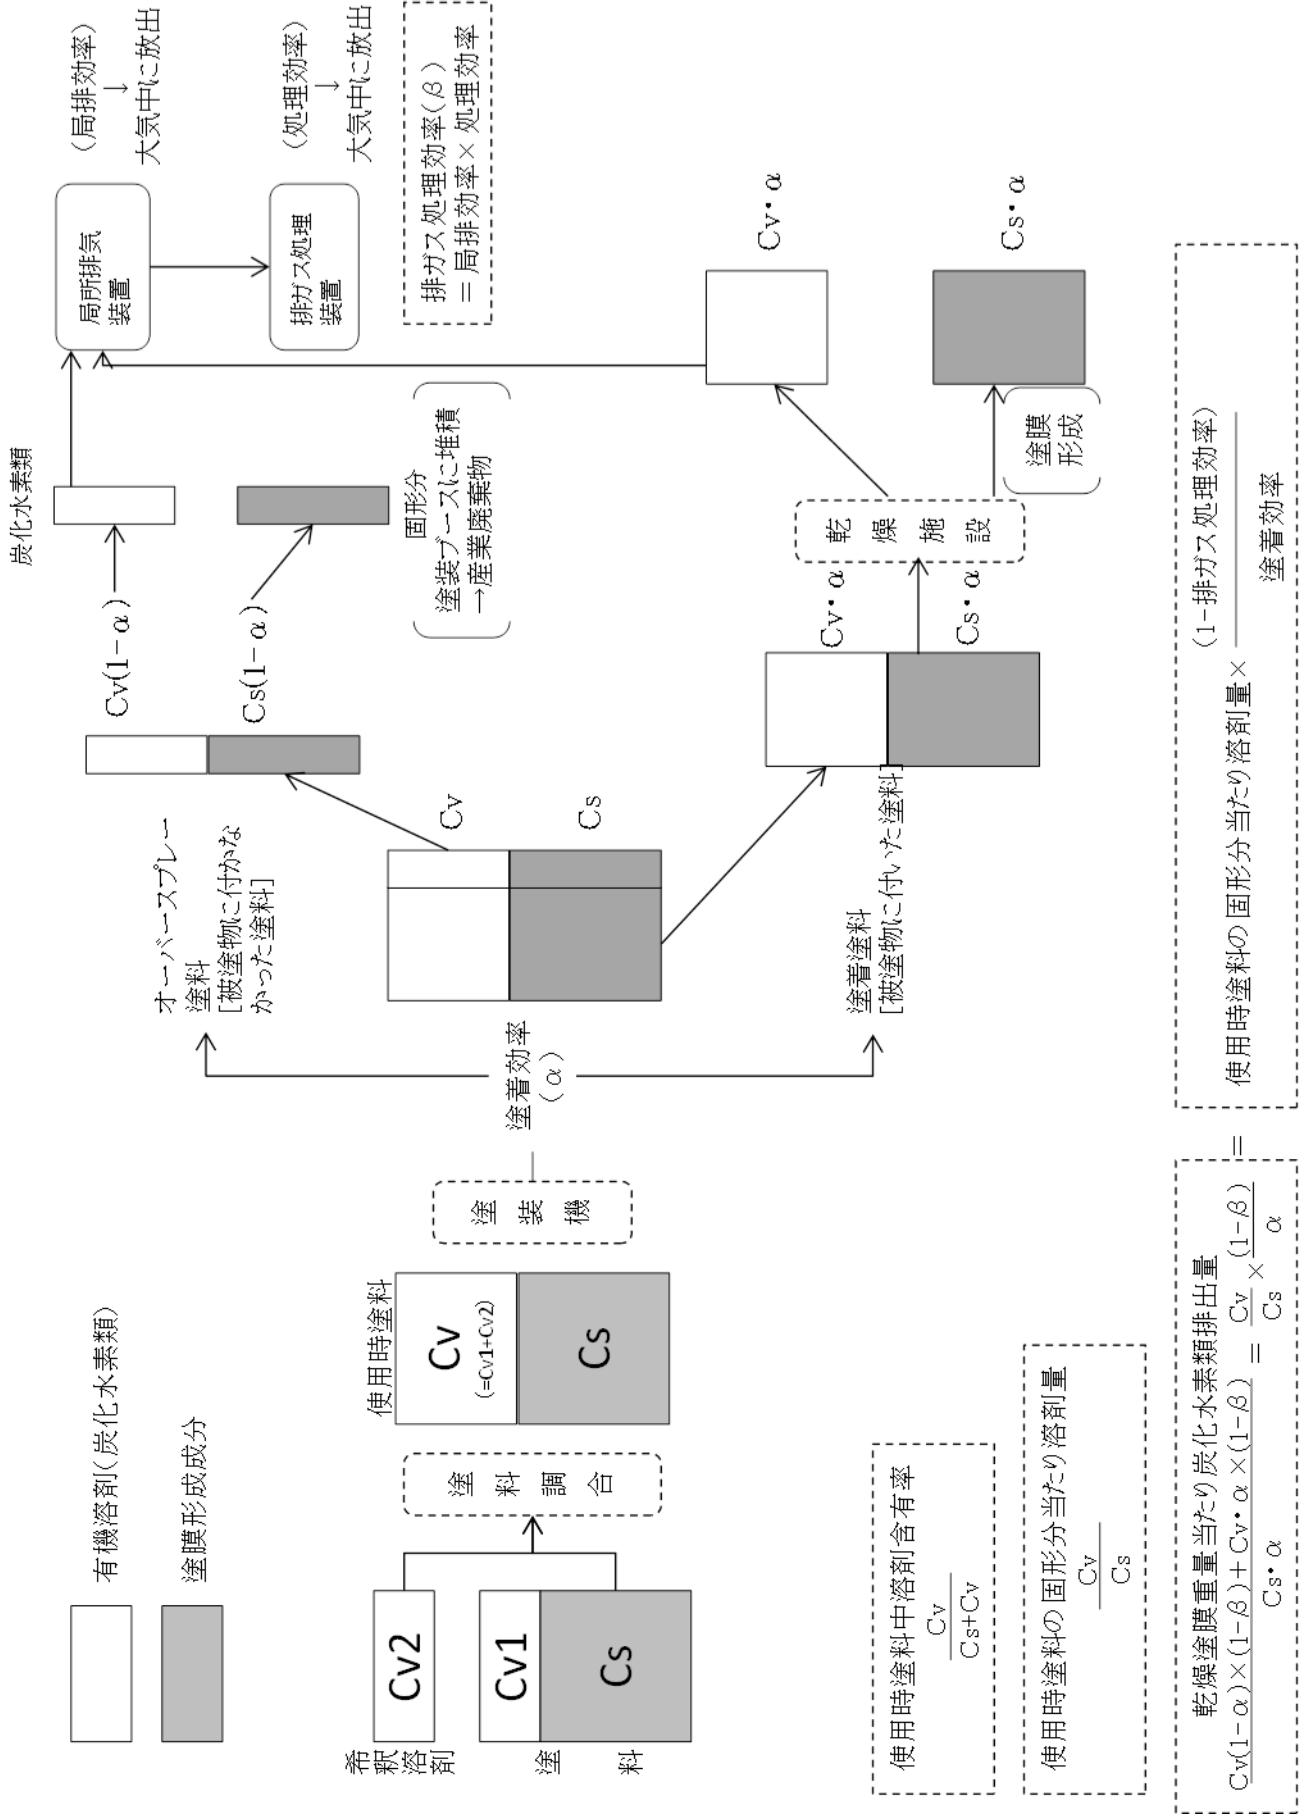 有機溶剤(炭化水素類)
塗膜形成成分
希釈溶剤
Cv2
塗料
Cv1
Cs
塗料調合
使用時塗料
Cv
(=Cv1+Cv2)
Cs
塗装機
塗着効率
(α)
オーバースプレー
塗料
[被塗物に付かな
かった塗料]
Cv
Cs
塗着塗料
[被塗物に付いた塗料]
Cv(1-α)
Cs(1-α)
炭化水素類
固形分
塗装ブースに堆積
→産業廃棄物
Cv・α
Cs・α
乾燥施設
塗膜
形成
Cv・α
Cs・α
局所排気
装置
(局排効率)
→
大気中に放出
排ガス処理
装置
(処理効率)
→
大気中に放出
排ガス処理効率(β)
=局排効率×処理効率
使用時塗料中溶剤含有率
Cv
Cs+Cv
使用時塗料の固形分当たり溶剤量
Cv
Cs
乾燥塗膜重量当たり炭化水素類排出量
Cv(1-α)×(1-β)+Cv・α×(1-β)
Cs・α
=
Cv
Cs
×
(1-β)
α
=
使用時塗料の固形分当たり溶剤量×
(1-排ガス処理効率)
塗着効率